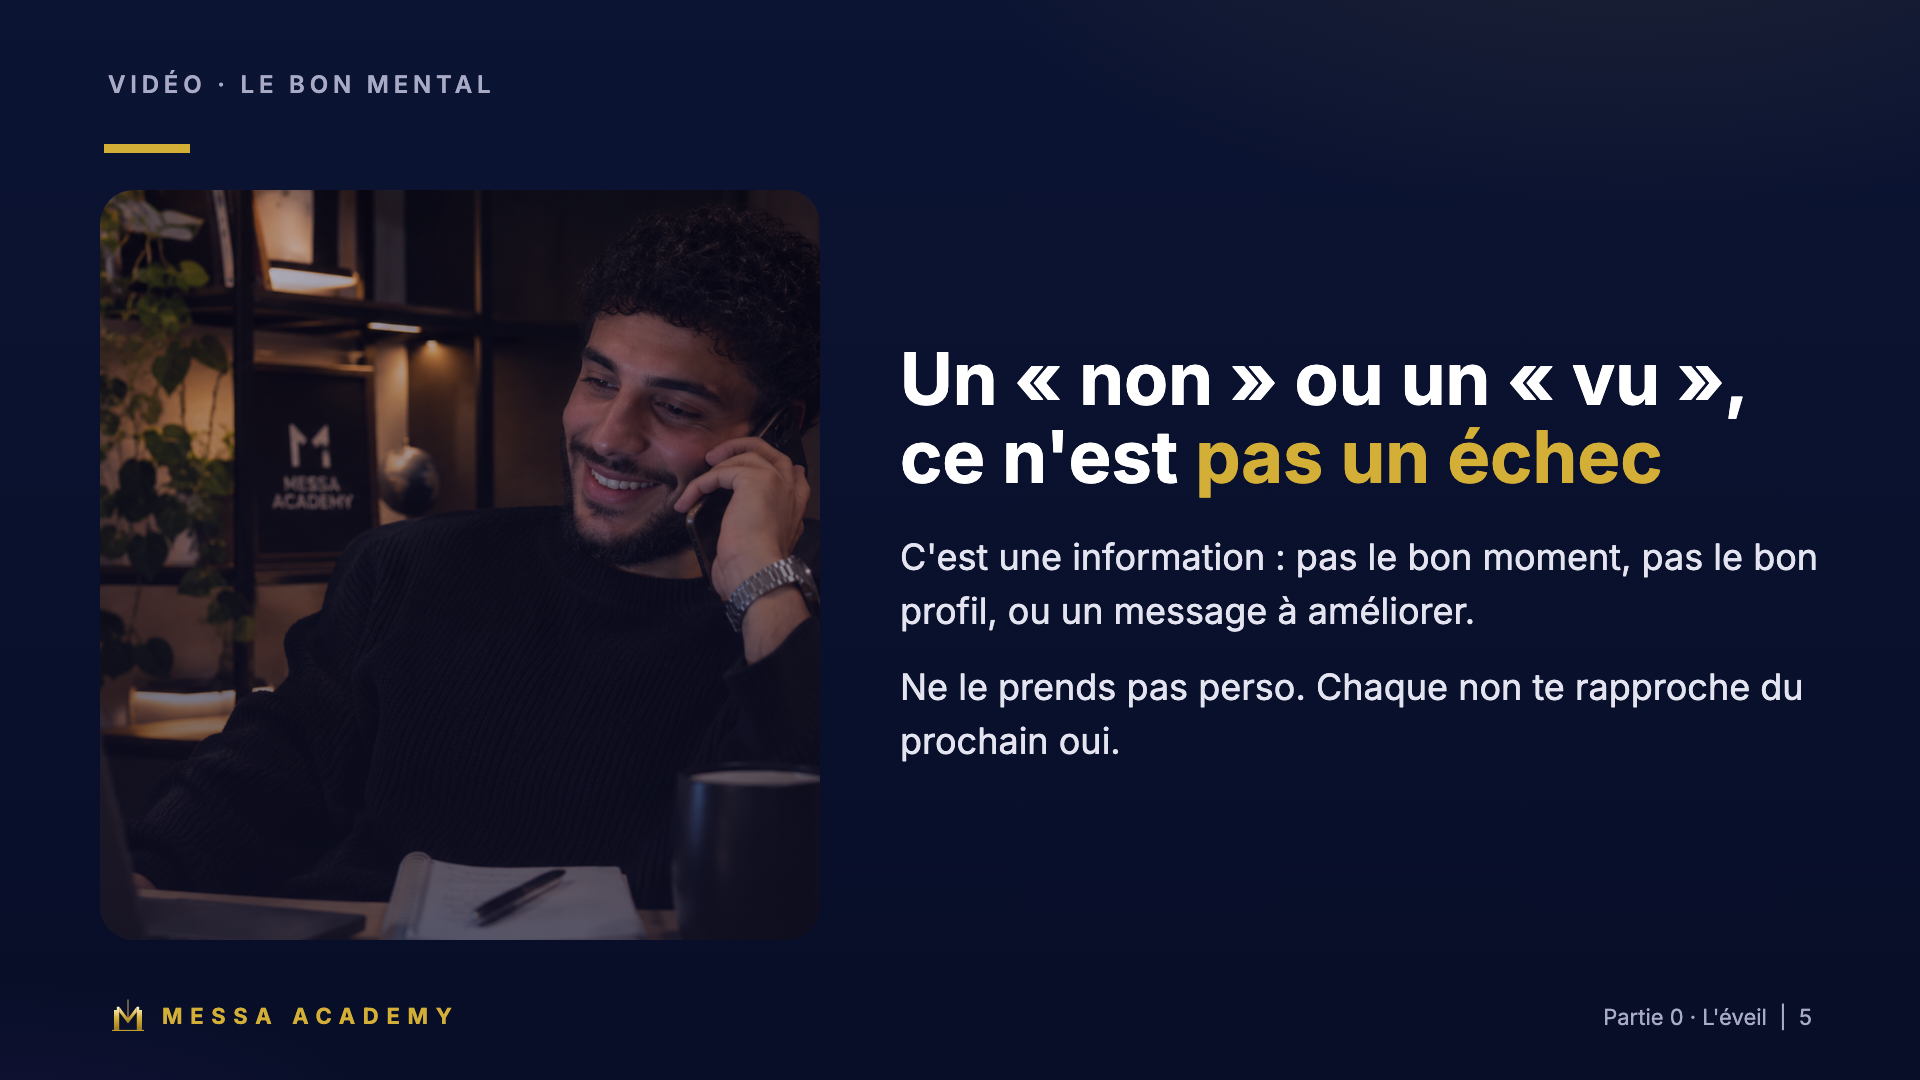 VIDÉO · LE BON MENTAL
M
MESSA
ACADEMY
Un « non » ou un « vu »,
ce n'est pas un échec
C'est une information : pas le bon moment, pas le bon
profil, ou un message à améliorer.
Ne le prends pas perso. Chaque non te rapproche du
prochain oui.
MESSA ACADEMY
Partie 0 · L'éveil | 5